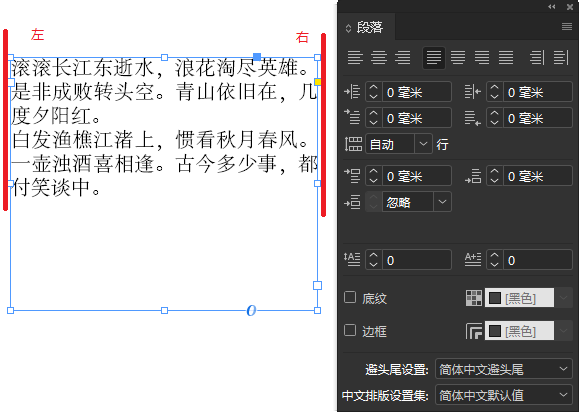 左
右
滚滚长江东逝水，浪花淘尽英雄。
是非成败转头空。青山依旧在，几
度夕阳红。
白发渔樵江渚上，惯看秋月春风。
一壶浊酒喜相逢。古今多少事，都
付笑谈中。
段落
0 毫米
0 毫米
0 毫米
0 毫米
自动 行
0 毫米
0 毫米
忽略
0
0
底纹
[黑色]
边框
[黑色]
避头尾设置: 简体中文避头尾
中文排版设置集: 简体中文默认值